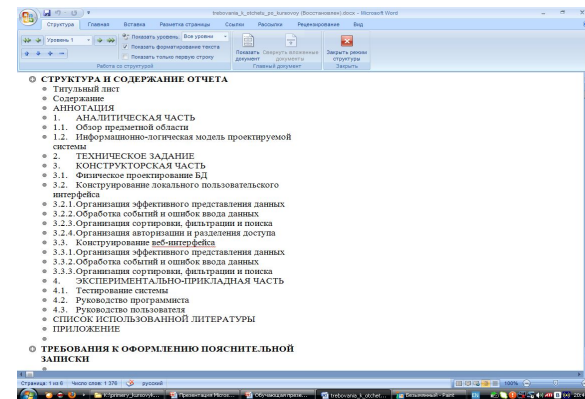 trebovania_k_otchetu_po_kursovoy (Восстановлен).docx - Microsoft Word
Структура Главная Вставка Разметка страницы Ссылки Рассылки Рецензирование Вид
Уровень 1
Показать уровень: Все уровни
Показать форматирование текста
Показать только первую строку
Показать документ
Свернуть вложенные документы
Закрыть режим структуры
Работа со структурой Главный документ Закрыть
СТРУКТУРА И СОДЕРЖАНИЕ ОТЧЕТА
Титульный лист
Содержание
АННОТАЦИЯ
1. АНАЛИТИЧЕСКАЯ ЧАСТЬ
1.1. Обзор предметной области
1.2. Информационно-логическая модель проектируемой
системы
2. ТЕХНИЧЕСКОЕ ЗАДАНИЕ
3. КОНСТРУКТОРСКАЯ ЧАСТЬ
3.1. Физическое проектирование БД
3.2. Конструирование локального пользовательского
интерфейса
3.2.1.Организация эффективного представления данных
3.2.2.Обработка событий и ошибок ввода данных
3.2.3.Организация сортировки, фильтрации и поиска
3.2.4.Организация авторизации и разделения доступа
3.3. Конструирование веб-интерфейса
3.3.1.Организация эффективного представления данных
3.3.2.Обработка событий и ошибок ввода данных
3.3.3.Организация сортировки, фильтрации и поиска
4. ЭКСПЕРИМЕНТАЛЬНО-ПРИКЛАДНАЯ ЧАСТЬ
4.1. Тестирование системы
4.2. Руководство программиста
4.3. Руководство пользователя
СПИСОК ИСПОЛЬЗОВАННОЙ ЛИТЕРАТУРЫ
ПРИЛОЖЕНИЕ
ТРЕБОВАНИЯ К ОФОРМЛЕНИЮ ПОЯСНИТЕЛЬНОЙ
ЗАПИСКИ
Страница: 1 из 6 Число слов: 1 376 русский 100%
K:\primery_kursovyk... Презентация Micros... Обучающая презе... trebovania_k_otchet... Безымянный - Paint